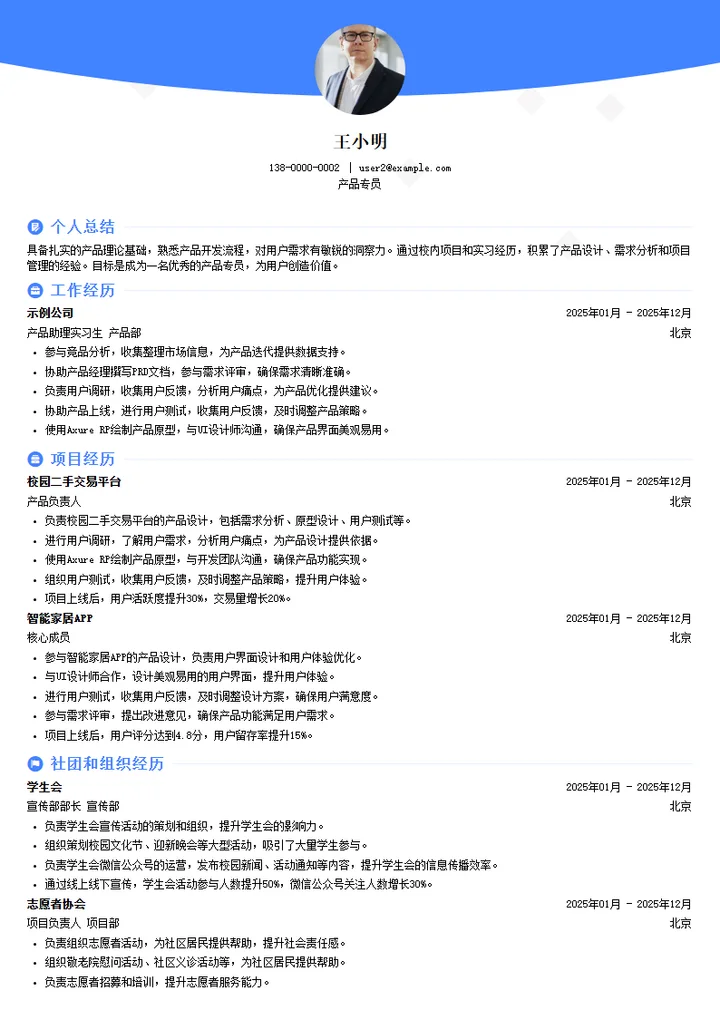 王小明
138-0000-0002 | user2@example.com
产品专员
个人总结
具备扎实的产品理论基础，熟悉产品开发流程，对用户需求有敏锐的洞察力。通过校内项目和实习经历，积累了产品设计、需求分析和项目
管理的经验。目标是成为一名优秀的产品专员，为用户创造价值。
工作经历
示创公司 2025年01月 - 2025年12月
产品助理实习生 产品部 北京
• 参与竞品分析，收集整理市场信息，为产品迭代提供数据支持。
• 协助产品经理撰写PRD文档，参与需求评审，确保需求清晰准确。
• 负责用户调研，收集用户反馈，分析用户痛点，为产品优化提供建议。
• 协助产品上线，进行用户测试，收集用户反馈，及时调整产品策略。
• 使用Axure RP绘制产品原型，与UI设计师沟通，确保产品界面美观易用。
项目经历
校园二手交易平台 2025年01月 - 2025年12月
产品负责人 北京
• 负责校园二手交易平台的产品设计，包括需求分析、原型设计、用户测试等。
• 进行用户调研，了解用户需求，分析用户痛点，为产品设计提供依据。
• 使用Axure RP绘制产品原型，与开发团队沟通，确保产品功能实现。
• 组织用户测试，收集用户反馈，及时调整产品策略，提升用户体验。
• 项目上线后，用户活跃度提升30%，交易量增长20%。
智能家居APP 2025年01月 - 2025年12月
核心成员 北京
• 参与智能家居APP的产品设计，负责用户界面设计和用户体验优化。
• 与UI设计师合作，设计美观易用的用户界面，提升用户体验。
• 进行用户测试，收集用户反馈，及时调整设计方案，确保用户满意度。
• 参与需求评审，提出改进意见，确保产品功能满足用户需求。
• 项目上线后，用户评分达到4.8分，用户留存率提升15%。
社团和组织经历
学生会 2025年01月 - 2025年12月
宣传部部长 宣传部 北京
• 负责学生会宣传活动的策划和组织，提升学生会的影响力。
• 组织策划校园文化节、迎新晚会等大型活动，吸引了大量学生参与。
• 负责学生会微信公众号的运营，发布校园新闻、活动通知等内容，提升学生会的信息传播效率。
• 通过线上线下宣传，学生会活动参与人数提升50%，微信公众号关注人数增长30%。
志愿者协会 2025年01月 - 2025年12月
项目负责人 项目部 北京
• 负责组织志愿者活动，为社区居民提供帮助，提升社会责任感。
• 组织敬老院慰问活动、社区义诊活动等，为社区居民提供帮助。
• 负责志愿者招募和培训，提升志愿者服务能力。